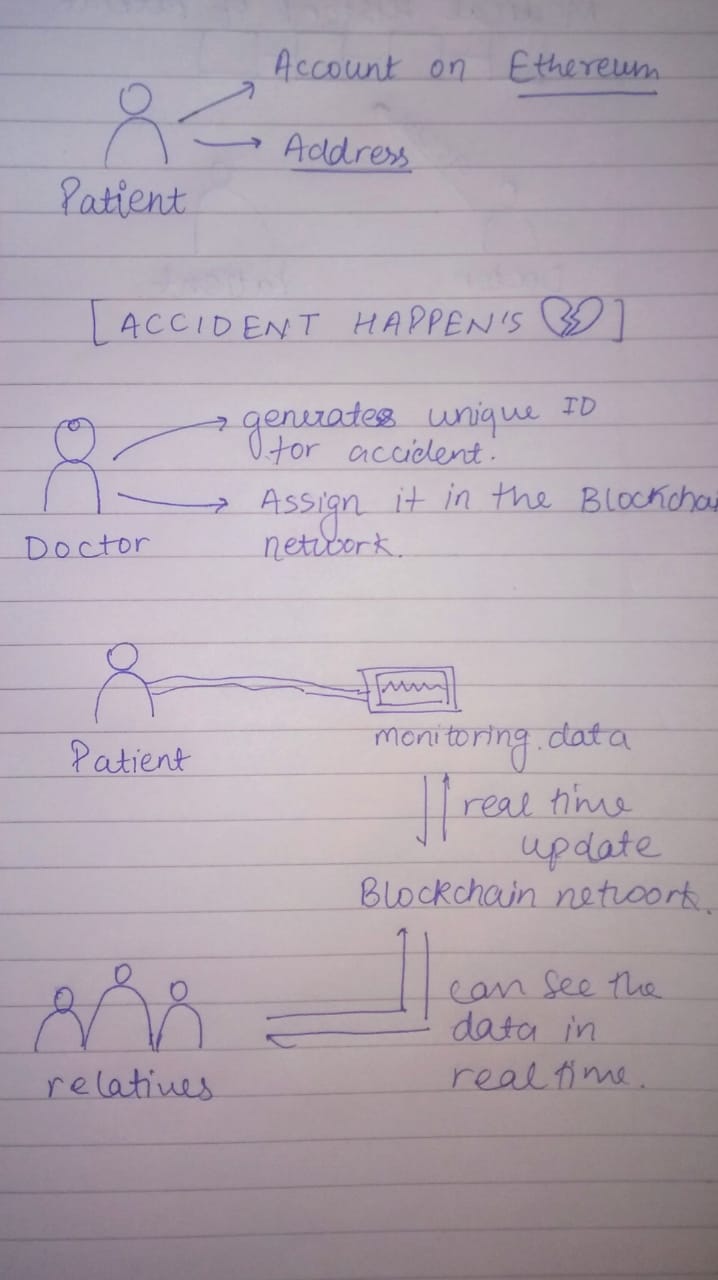 Account on Ethereum
Address
Patient
[ACCIDENT HAPPEN'S ]
generates unique ID
for accident.
Assign it in the Blockchai
Doctor
network.
Patient
monitoring data
real time
update
Blockchain network.
can see the
data in
real time.
relatives